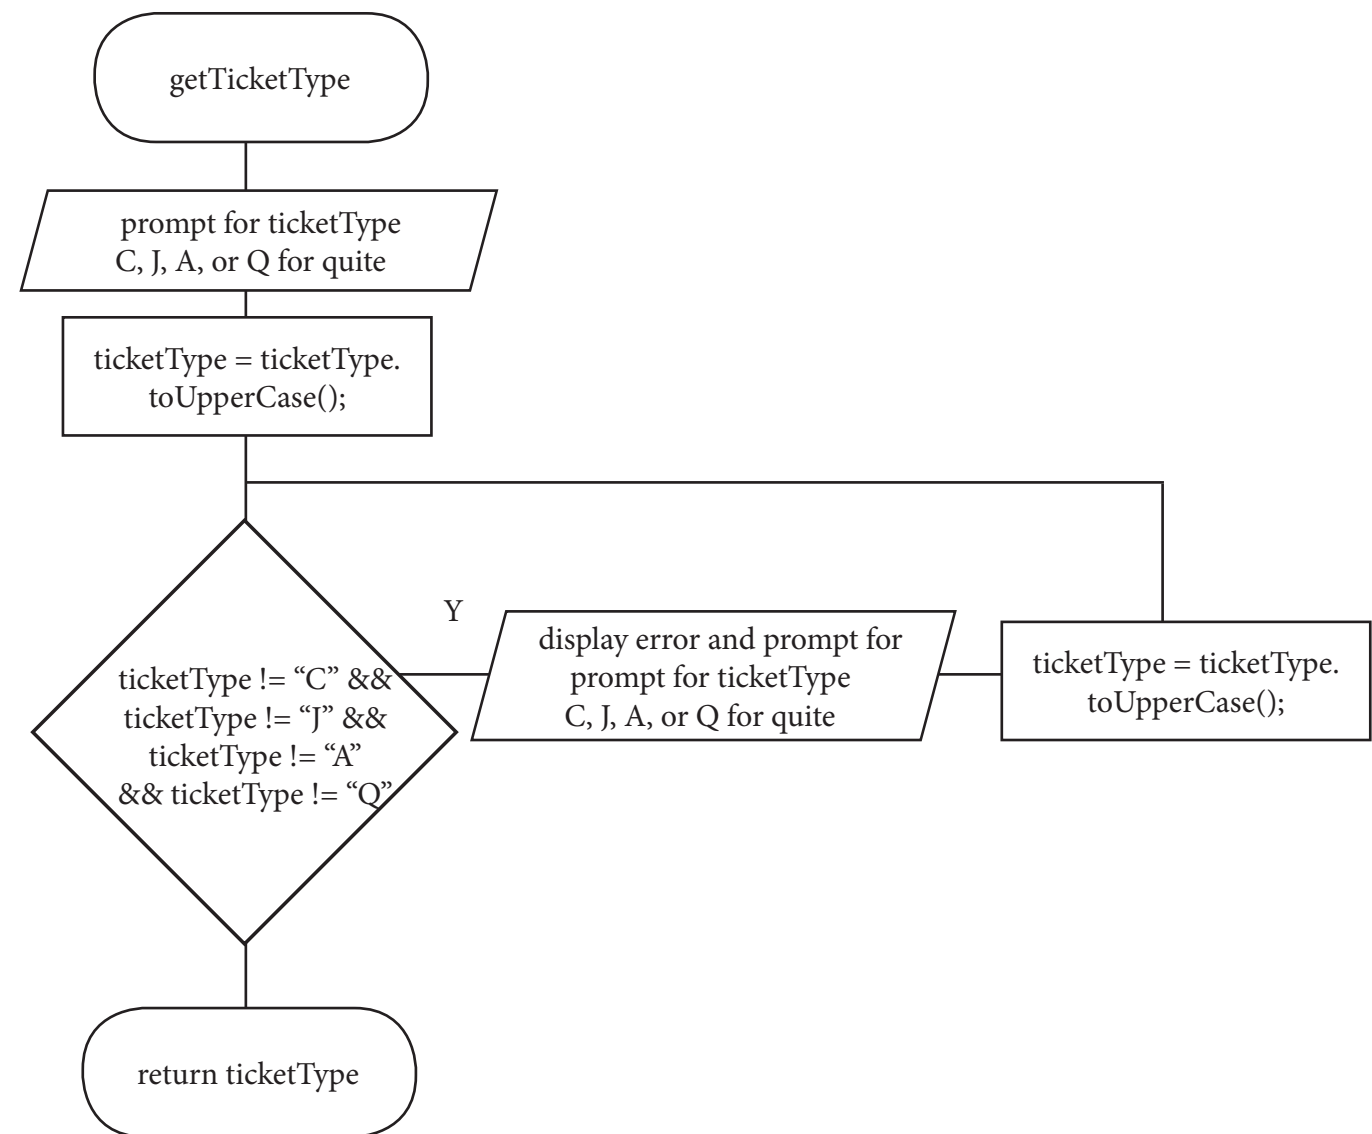 getTicketType
prompt for ticketType
C, J, A, or Q for quite
ticketType = ticketType.
toUpperCase();
ticketType != “C” &&
ticketType != “J” &&
ticketType != “A”
&& ticketType != “Q”
Y
display error and prompt for
prompt for ticketType
C, J, A, or Q for quite
ticketType = ticketType.
toUpperCase();
return ticketType